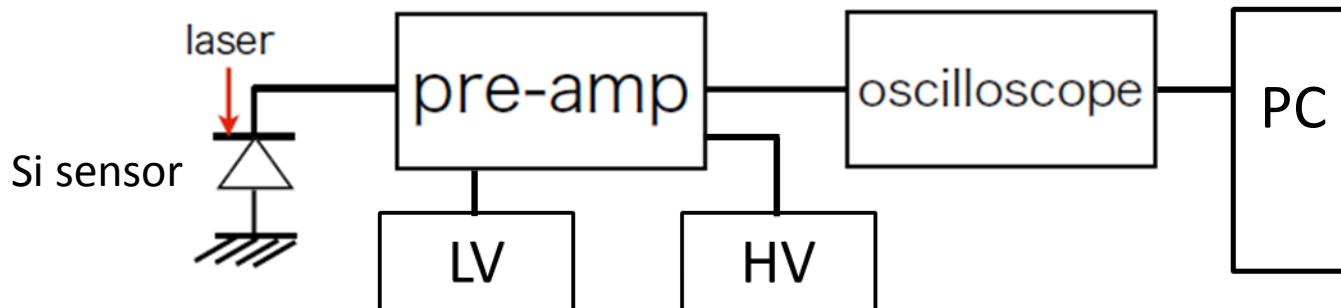 laser
pre-amp
oscilloscope
PC
Si sensor
LV
HV